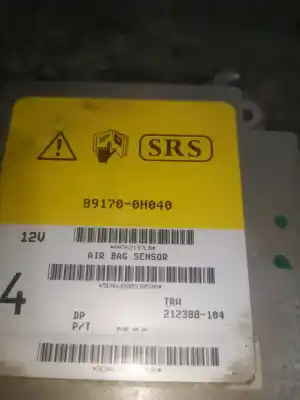 SRS
89170-0H040
12V
AIR BAG SENSOR
4
TRW
DP 212388-104
P/T